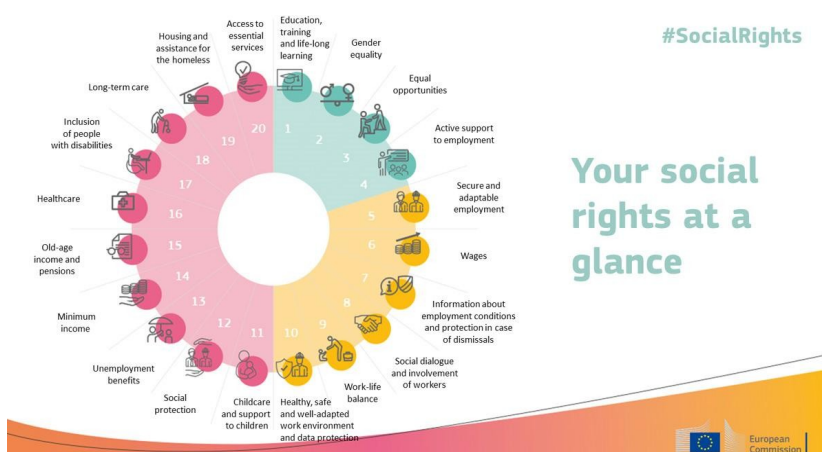 #SocialRights
Your social
rights at a
glance
Education,
training
and life-long
learning
Gender
equality
Equal
opportunities
Active support
to employment
Secure and
adaptable
employment
Wages
Information about
employment conditions
and protection in case
of dismissals
Social dialogue
and involvement
of workers
Work-life
balance
Healthy, safe
and well-adapted
work environment
and data protection
Childcare
and support
to children
Social
protection
Unemployment
benefits
Minimum
income
Old-age
income and
pensions
Healthcare
Inclusion
of people
with disabilities
Long-term care
Housing and
assistance for
the homeless
Access to
essential
services
1
2
3
4
5
6
7
8
9
10
11
12
13
14
15
16
17
18
19
20
European
Commission